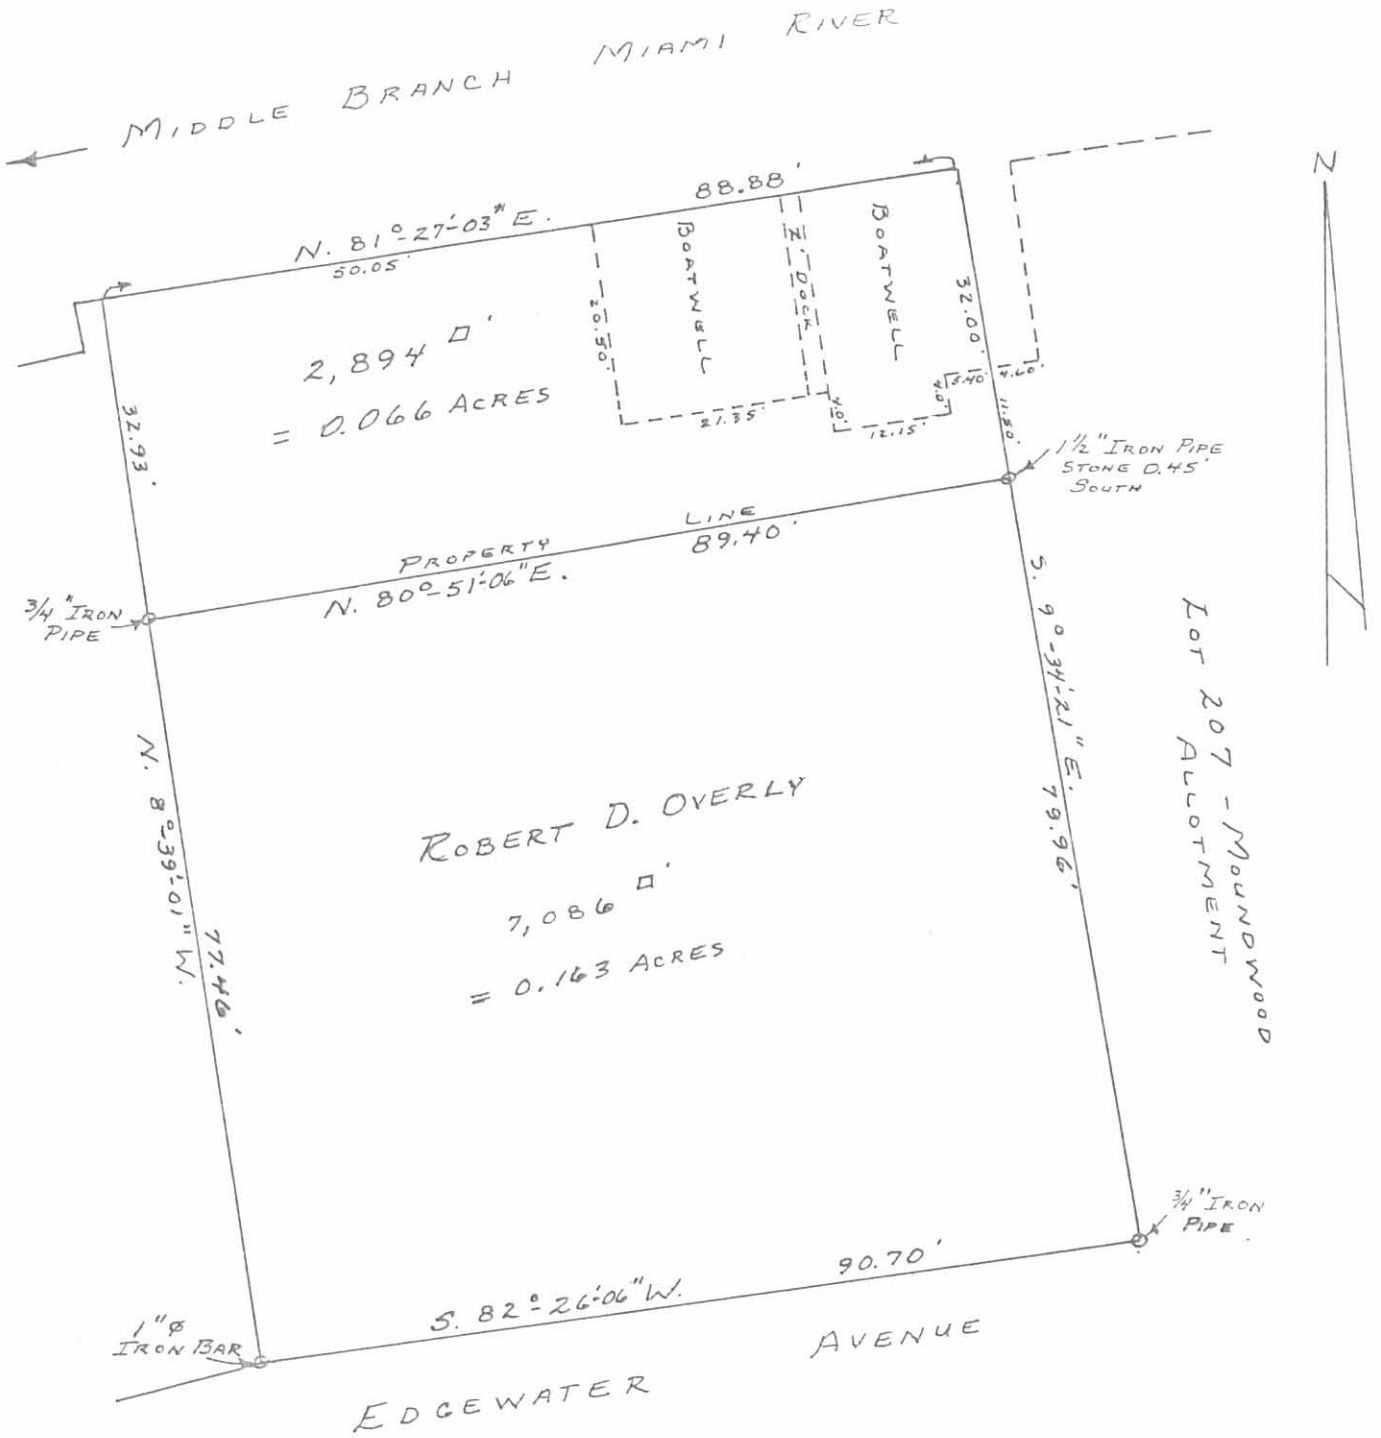 MIDDLE BRANCH MIAMI RIVER
N
88.88'
N. 81°-27'-03" E.
50.05'
BOATWELL
2' DOCK
BOATWELL
32.00'
20.50'
2,894 □'
= 0.066 ACRES
32.93'
21.35'
4.0'
12.15'
4.0'
5.40'
4.60'
11.50'
1½" IRON PIPE
STONE 0.45'
SOUTH
PROPERTY LINE
N. 80°-51'-06" E.
89.40'
¾" IRON
PIPE
S. 9°-34'-21" E. 79.96'
LOT 207 - MOUNDWOOD
ALLOTMENT
N. 8°-39'-01" W. 77.46'
ROBERT D. OVERLY
7,086 □'
= 0.163 ACRES
¾" IRON
PIPE
90.70'
S. 82°-26'-06" W.
1" ø
IRON BAR
EDGEWATER AVENUE